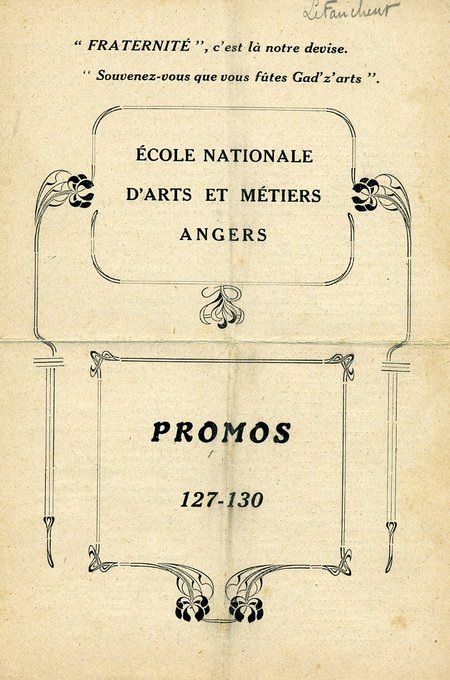 “ FRATERNITÉ ”, c'est là notre devise.
“ Souvenez-vous que vous fûtes Gad'z'arts ”.
ÉCOLE NATIONALE
D'ARTS ET MÉTIERS
ANGERS
PROMOS
127-130